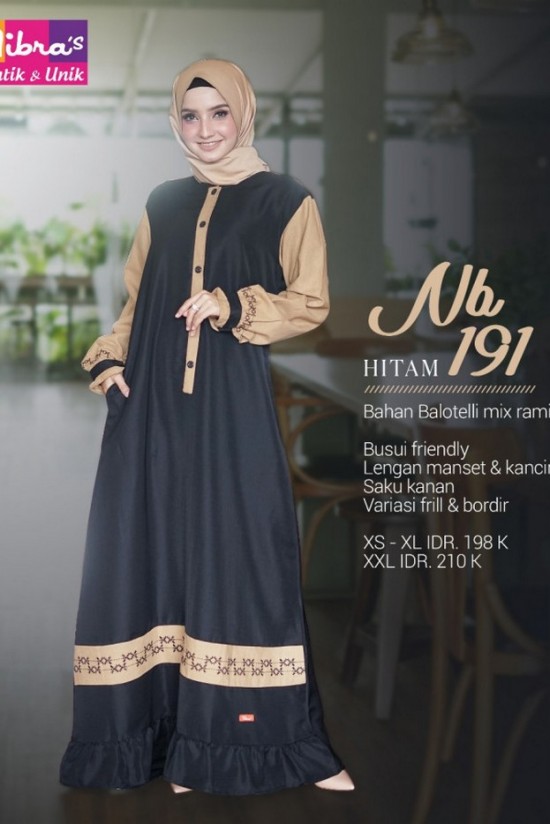 ibra's
tik & Unik
Nb
191
HITAM
Bahan Balotelli mix rami
Busui friendly
Lengan manset & kancin
Saku kanan
Variasi frill & bordir
XS - XL IDR. 198 K
XXL IDR. 210 K